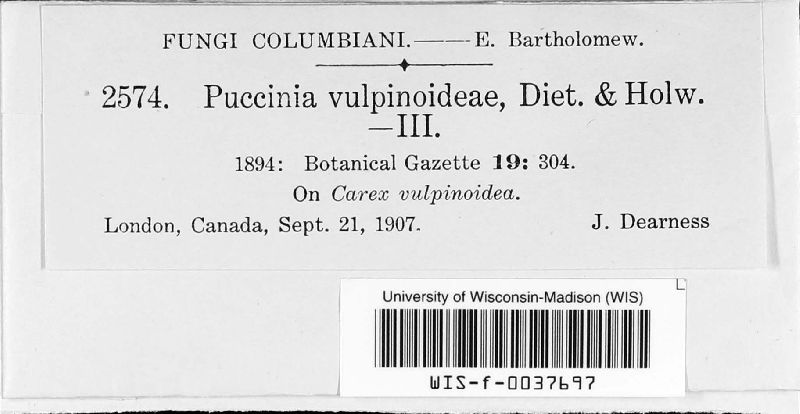 FUNGI COLUMBIANI.——E. Bartholomew.
2574. Puccinia vulpinoideae, Diet. & Holw.
—III.
1894: Botanical Gazette 19: 304.
On Carex vulpinoidea.
London, Canada, Sept. 21, 1907. J. Dearness
University of Wisconsin-Madison (WIS)
WIS-f-0037697